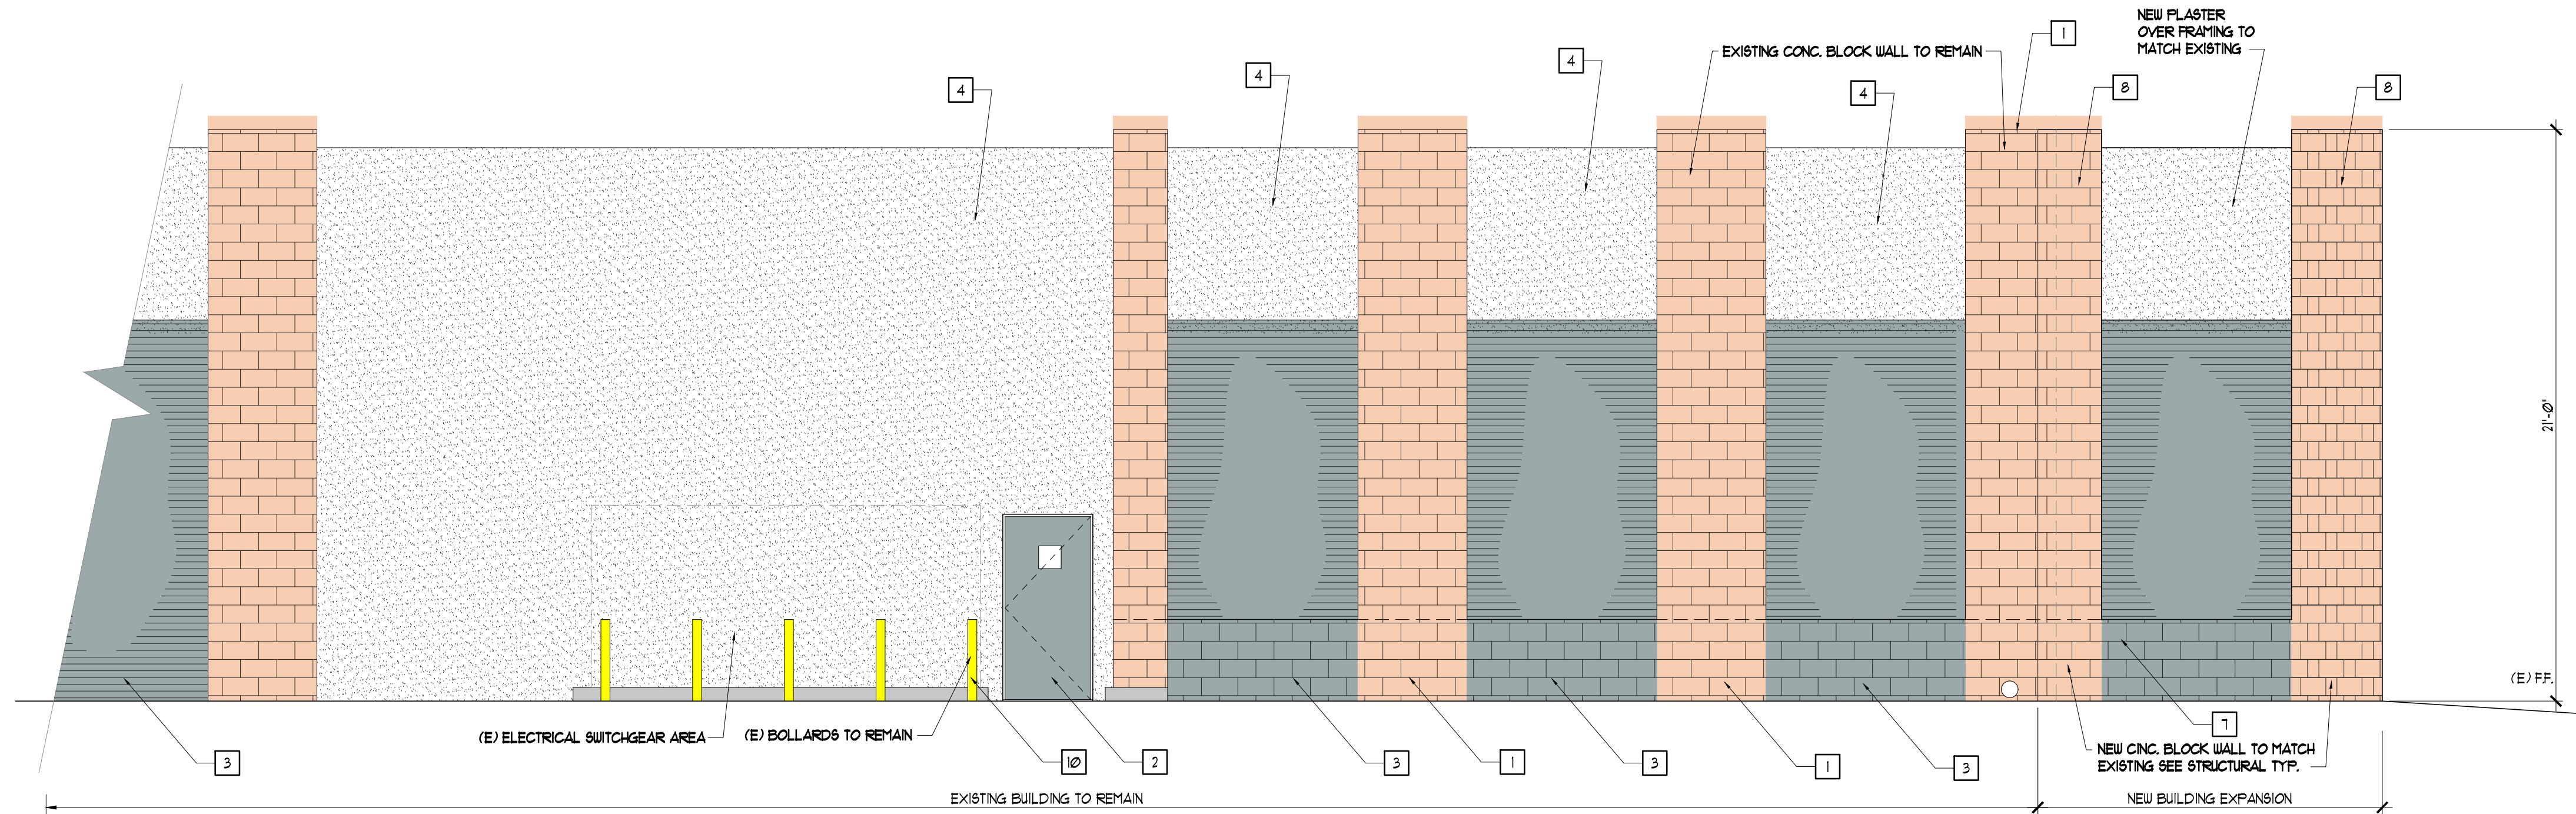 NEW PLASTER
OVER FRAMING TO
MATCH EXISTING
1
EXISTING CONC. BLOCK WALL TO REMAIN
4
4
4
4
8
8
21'-0"
(E) F.F.
(E) ELECTRICAL SWITCHGEAR AREA
(E) BOLLARDS TO REMAIN
7
NEW CINC. BLOCK WALL TO MATCH
EXISTING SEE STRUCTURAL TYP.
3
10
2
3
1
3
1
3
EXISTING BUILDING TO REMAIN
NEW BUILDING EXPANSION